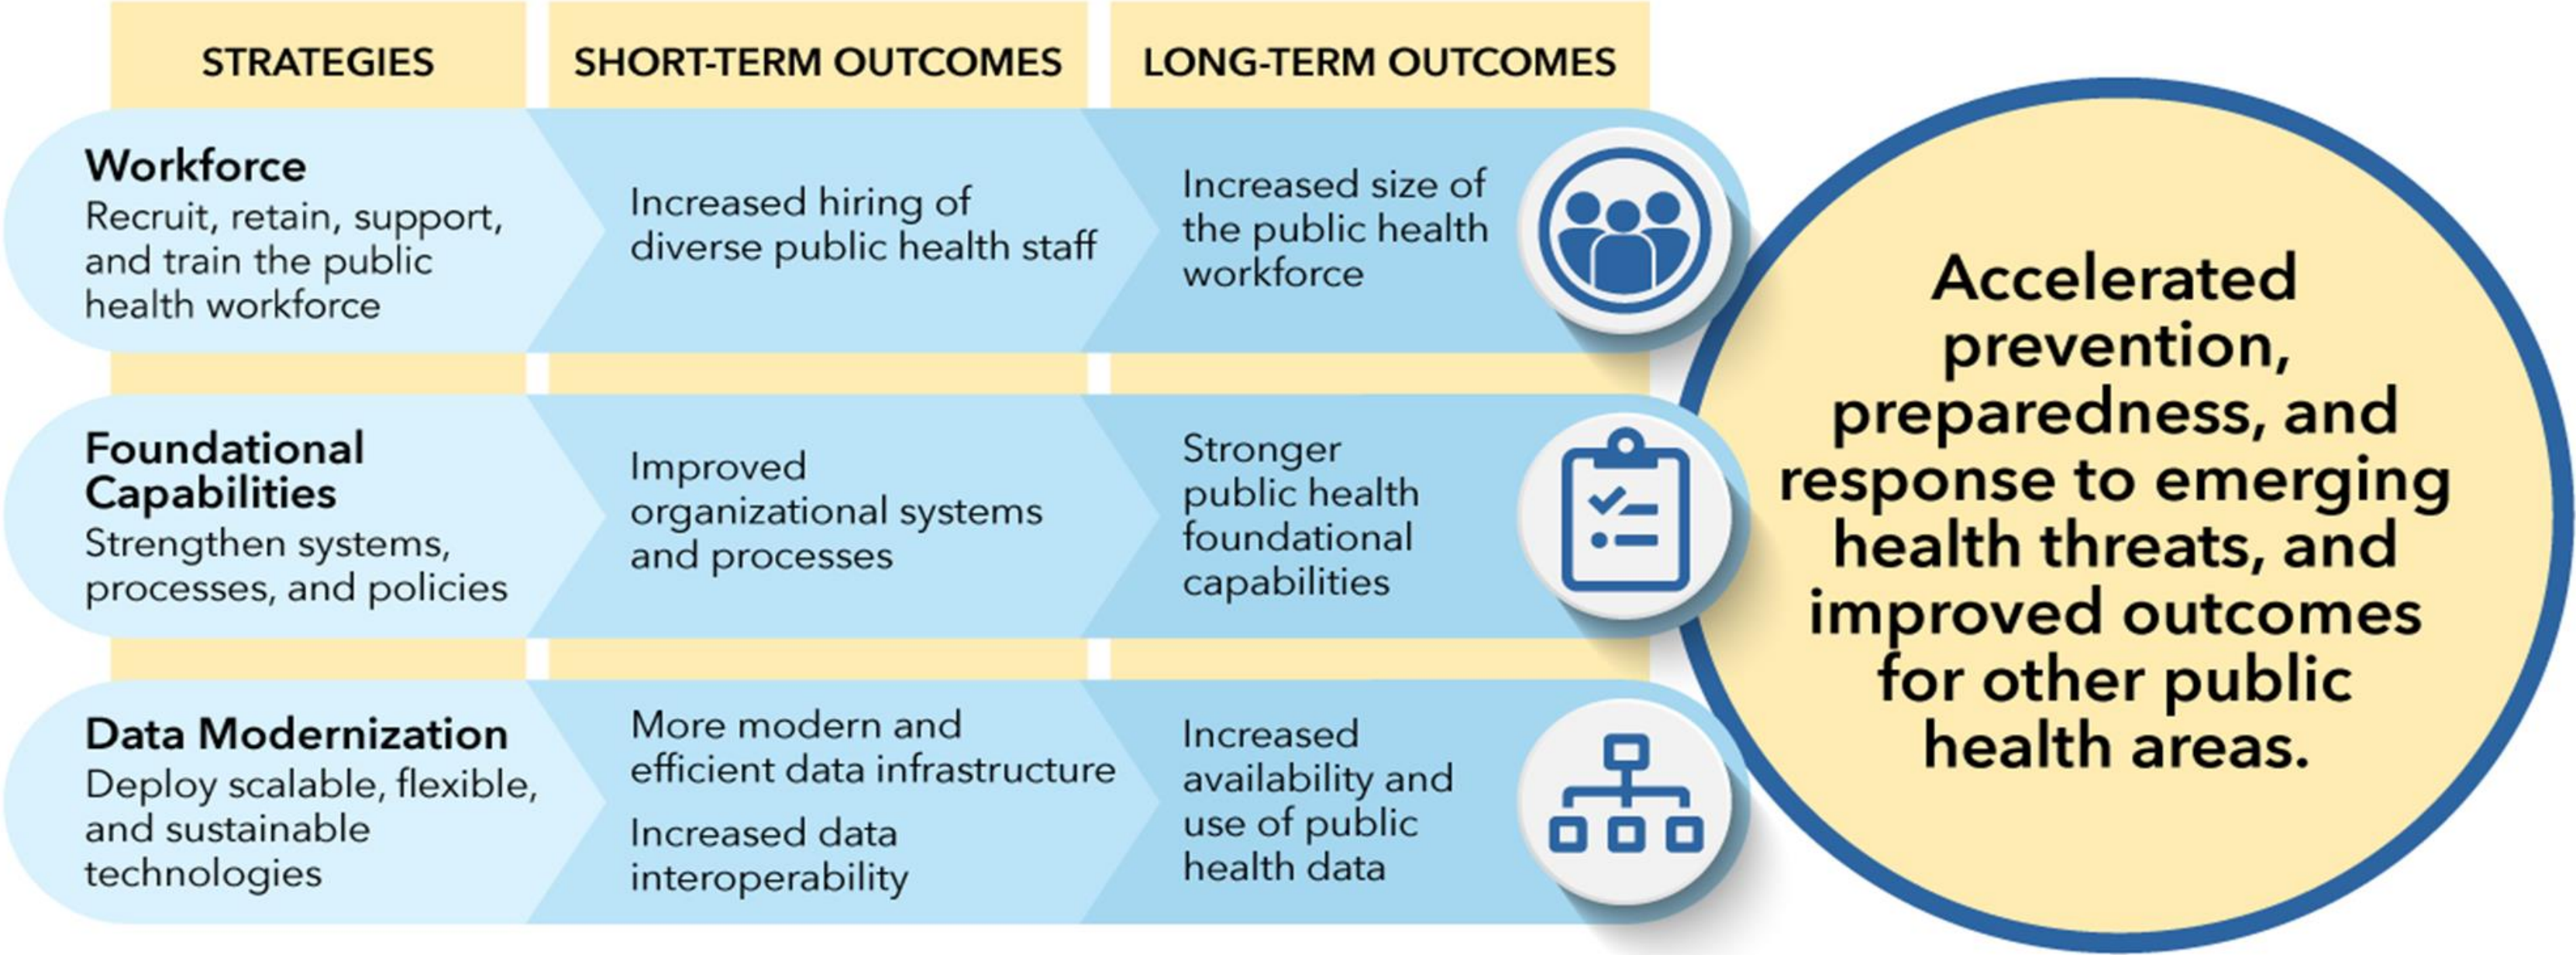 STRATEGIES
SHORT-TERM OUTCOMES
LONG-TERM OUTCOMES
Workforce
Recruit, retain, support,
and train the public
health workforce
Increased hiring of
diverse public health staff
Increased size of
the public health
workforce
Foundational
Capabilities
Strengthen systems,
processes, and policies
Improved
organizational systems
and processes
Stronger
public health
foundational
capabilities
Data Modernization
Deploy scalable, flexible,
and sustainable
technologies
More modern and
efficient data infrastructure
Increased data
interoperability
Increased
availability and
use of public
health data
Accelerated
prevention,
preparedness, and
response to emerging
health threats, and
improved outcomes
for other public
health areas.